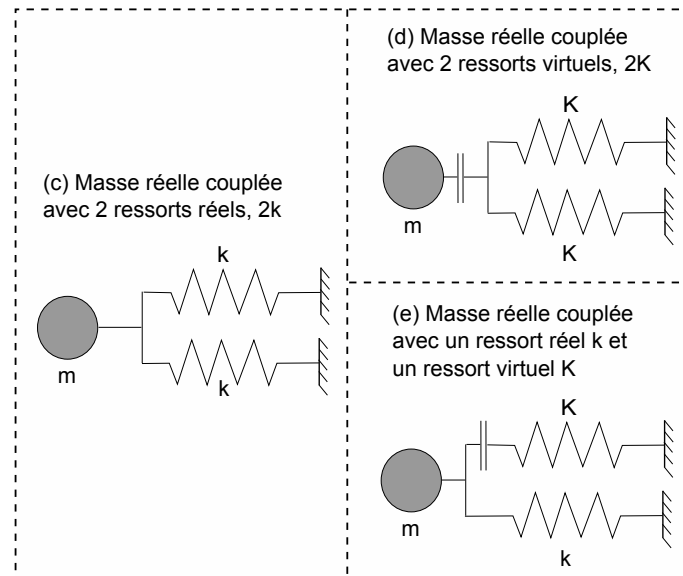 (c) Masse réelle couplée
avec 2 ressorts réels, 2k
k
k
m
(d) Masse réelle couplée
avec 2 ressorts virtuels, 2K
K
m
K
(e) Masse réelle couplée
avec un ressort réel k et
un ressort virtuel K
K
m
k